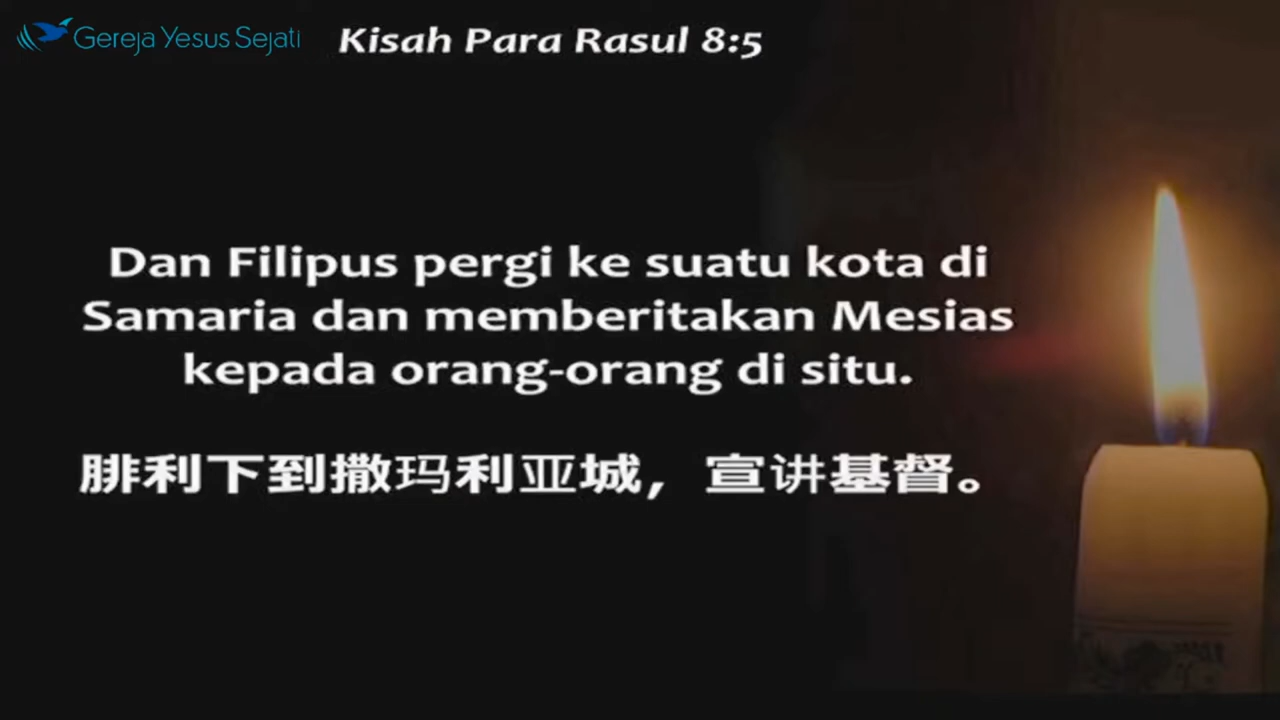 Gereja Yesus Sejati
Kisah Para Rasul 8:5
Dan Filipus pergi ke suatu kota di
Samaria dan memberitakan Mesias
kepada orang-orang di situ.
腓利下到撒玛利亚城，宣讲基督。